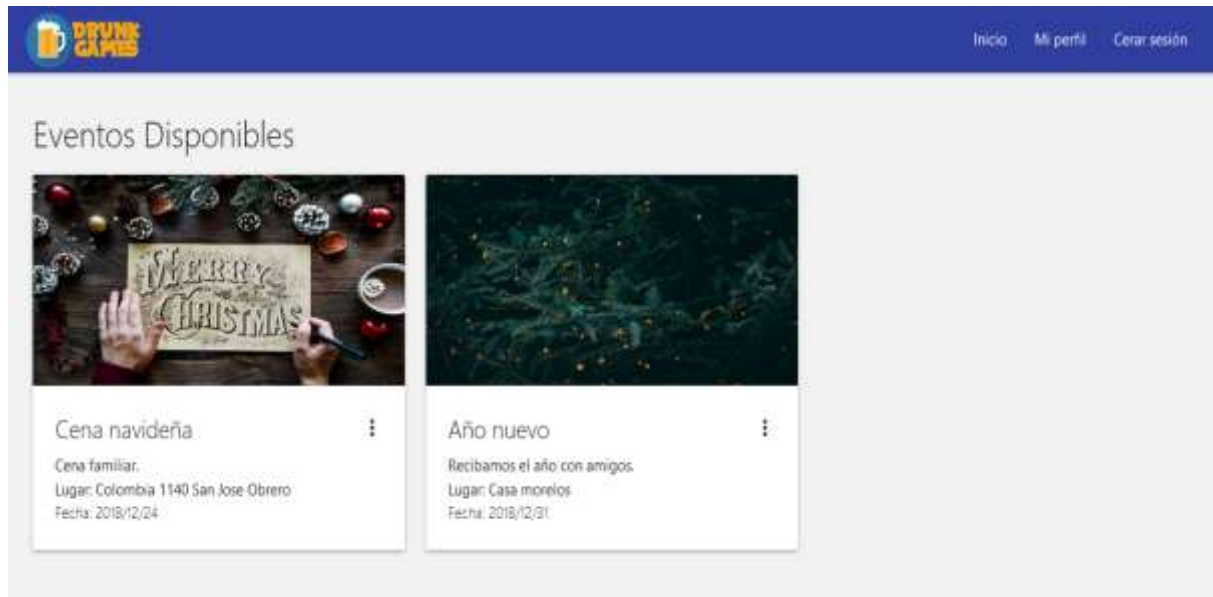 DRUNK
GAMES
Inicio Mi perfil Cerar sesión
Eventos Disponibles
MERRY
CHRISTMAS
Cena navideña
Cena familiar.
Lugar: Colombia 1140 San Jose Obrero
Fecha: 2018/12/24
Año nuevo
Recibamos el año con amigos.
Lugar: Casa morelos
Fecha: 2018/12/31